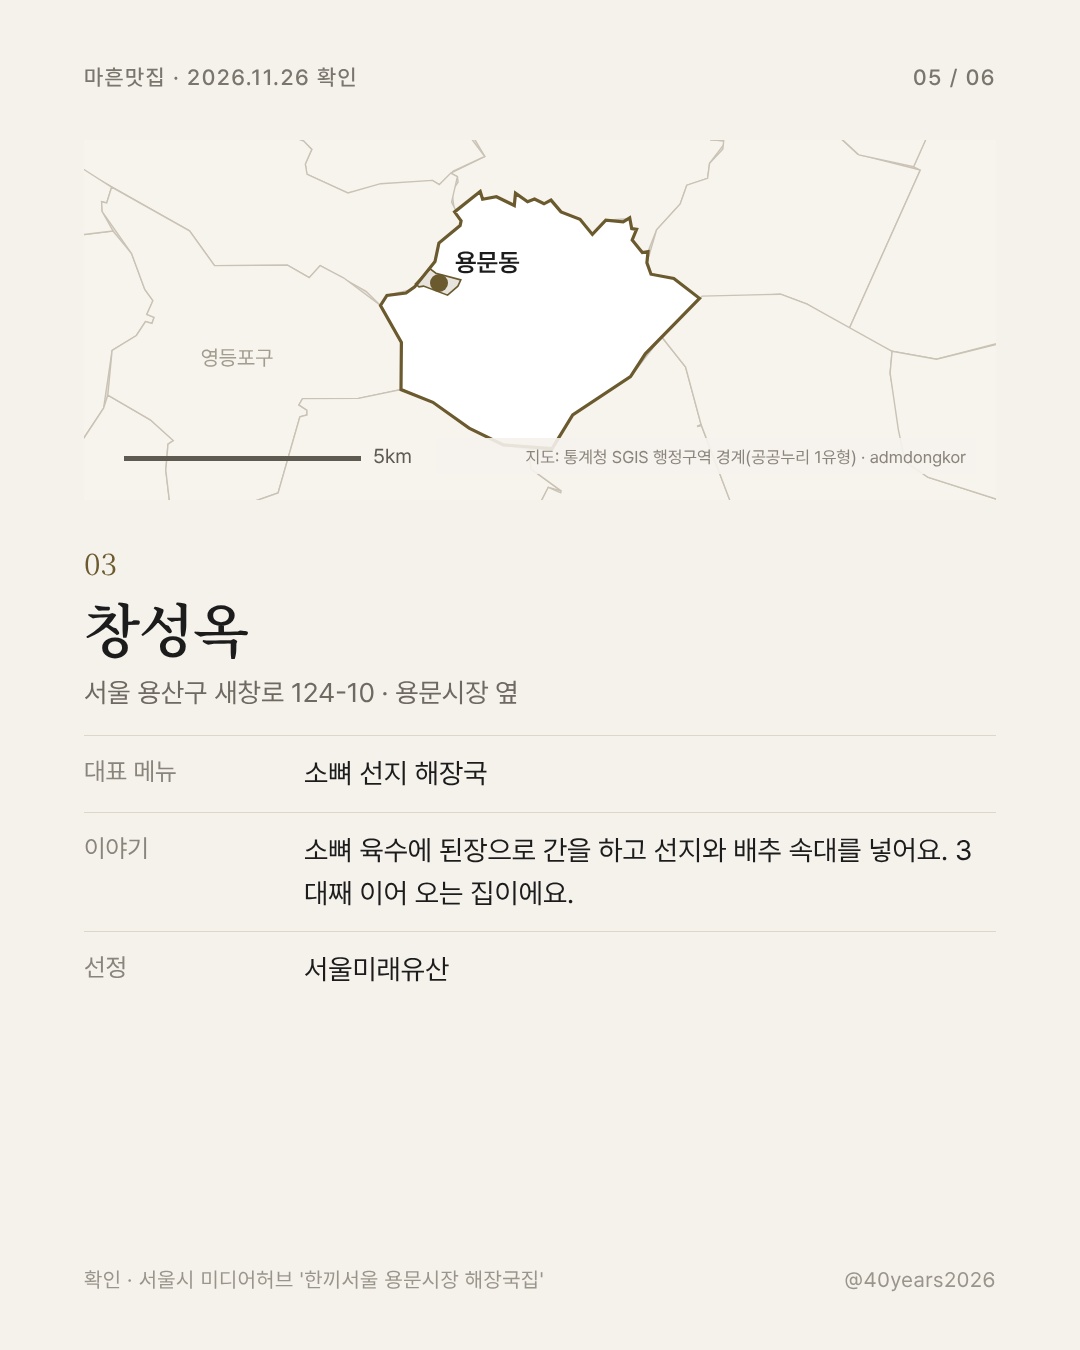 마흔맛집 · 2026.11.26 확인
05 / 06
용문동
영등포구
5km
지도: 통계청 SGIS 행정구역 경계(공공누리 1유형) · admdongkor
03
창성옥
서울 용산구 새창로 124-10 · 용문시장 옆
대표 메뉴
소뼈 선지 해장국
이야기
소뼈 육수에 된장으로 간을 하고 선지와 배추 속대를 넣어요. 3
대째 이어 오는 집이에요.
선정
서울미래유산
확인 · 서울시 미디어허브 '한끼서울 용문시장 해장국집'
@40years2026